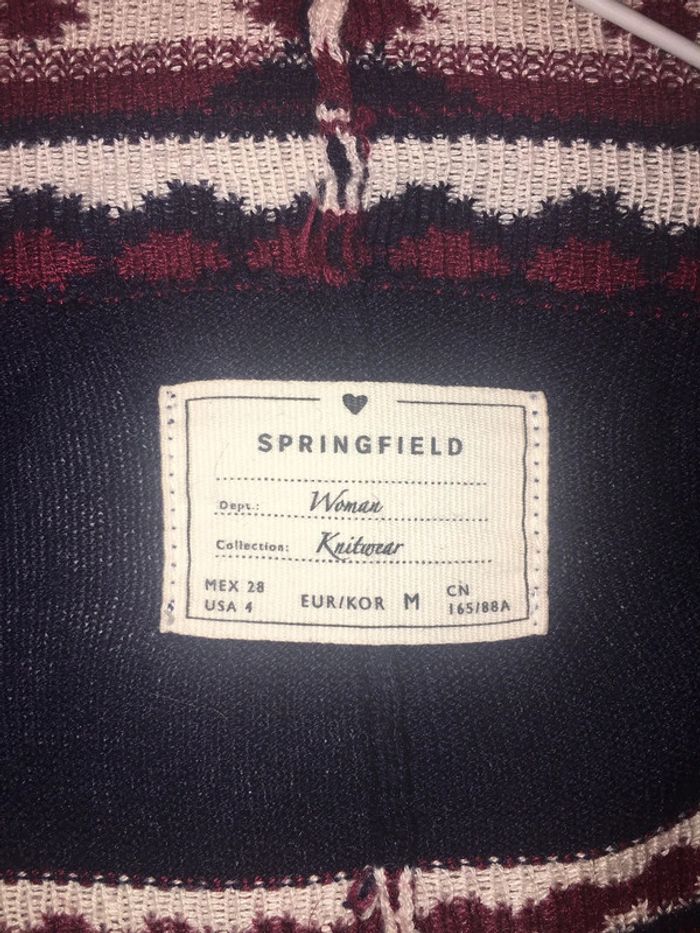 SPRINGFIELD
Dept.: Woman
Collection: Knitwear
MEX 28
USA 4
EUR/KOR M
CN
165/88A